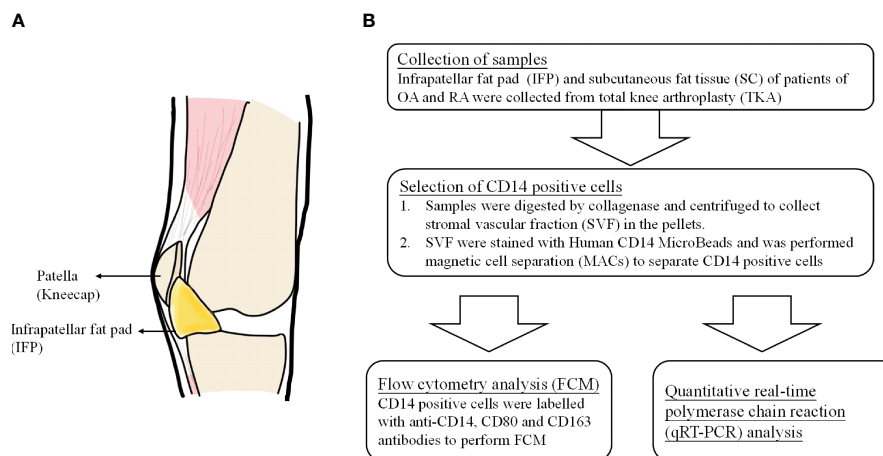 A
Patella
(Kneecap)
Infrapatellar fat pad
(IFP)
B
Collection of samples
Infrapatellar fat pad (IFP) and subcutaneous fat tissue (SC) of patients of
OA and RA were collected from total knee arthroplasty (TKA)
Selection of CD14 positive cells
1. Samples were digested by collagenase and centrifuged to collect
stromal vascular fraction (SVF) in the pellets.
2. SVF were stained with Human CD14 MicroBeads and was performed
magnetic cell separation (MACs) to separate CD14 positive cells
Flow cytometry analysis (FCM)
CD14 positive cells were labelled
with anti-CD14, CD80 and CD163
antibodies to perform FCM
Quantitative real-time
polymerase chain reaction
(qRT-PCR) analysis